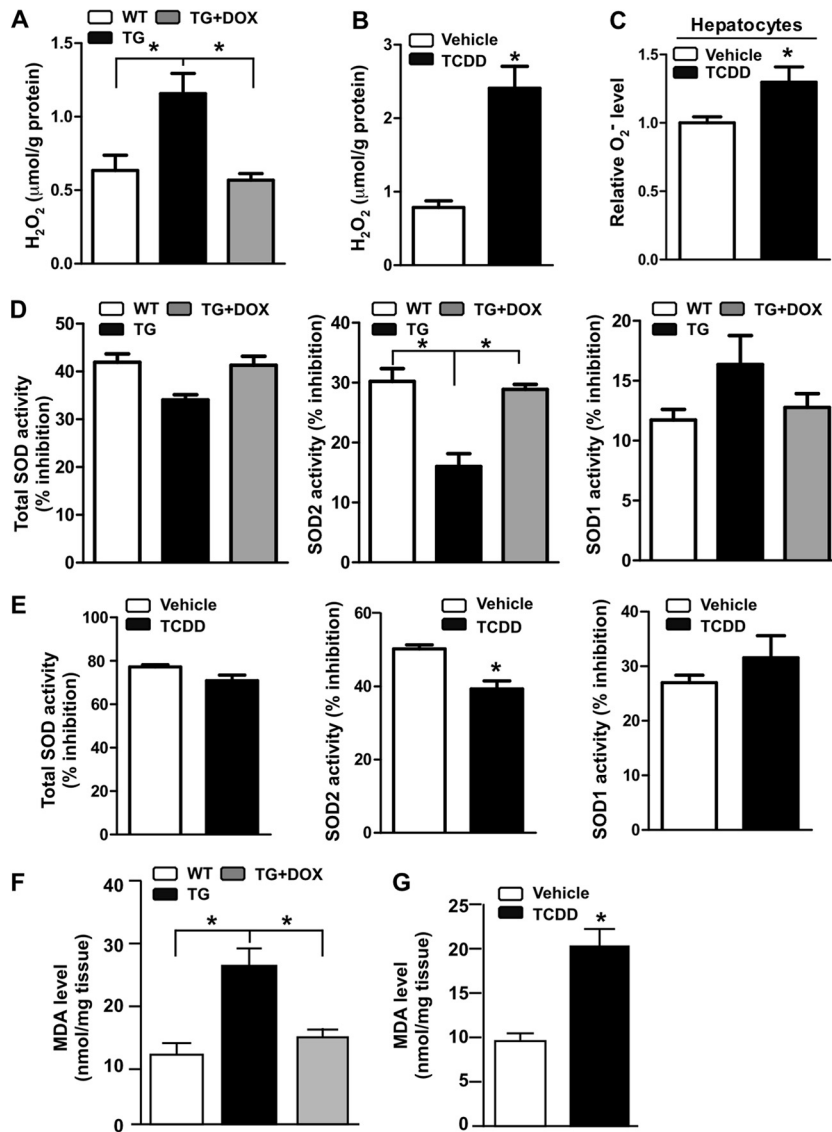 A
WT
TG+DOX
TG
*
*
H₂O₂ (μmol/g protein)
1.5
1.0
0.5
0.0
B
Vehicle
TCDD
*
H₂O₂ (μmol/g protein)
3
2
1
0
C
Hepatocytes
Vehicle
TCDD
*
Relative O₂⁻ level
1.5
1.0
0.5
0.0
D
WT
TG+DOX
TG
Total SOD activity
(% inhibition)
50
40
30
20
10
0
WT
TG+DOX
TG
*
*
SOD2 activity (% inhibition)
40
30
20
10
0
WT
TG+DOX
TG
SOD1 activity (% inhibition)
20
15
10
5
0
E
Vehicle
TCDD
Total SOD activity
(% inhibition)
100
80
60
40
20
0
Vehicle
TCDD
*
SOD2 activity (% inhibition)
60
40
20
0
Vehicle
TCDD
SOD1 activity (% inhibition)
40
30
20
10
0
F
WT
TG+DOX
TG
*
*
MDA level
(nmol/mg tissue)
40
30
20
10
0
G
Vehicle
TCDD
*
MDA level
(nmol/mg tissue)
25
20
15
10
5
0